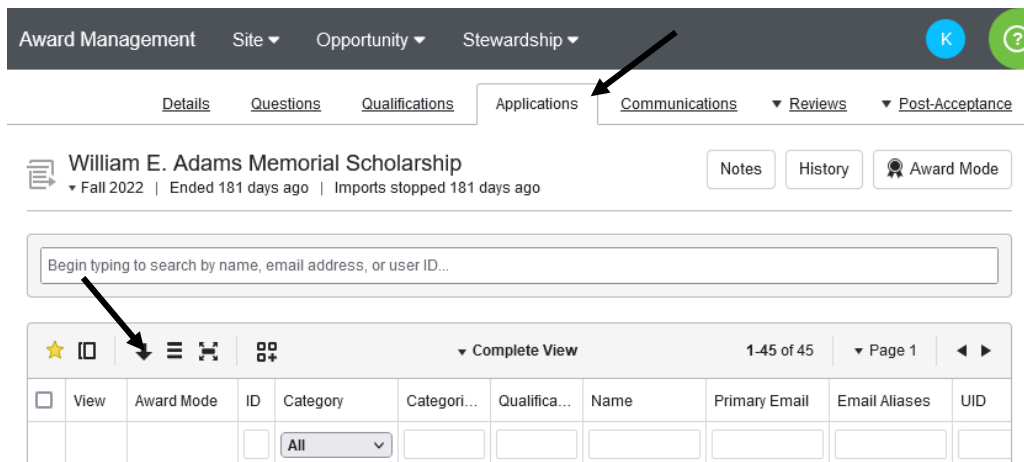 Award Management Site ▾ Opportunity ▾ Stewardship ▾ K ?
Details Questions Qualifications Applications Communications ▾ Reviews ▾ Post-Acceptance
William E. Adams Memorial Scholarship
▾ Fall 2022 | Ended 181 days ago | Imports stopped 181 days ago
Notes History Award Mode
Begin typing to search by name, email address, or user ID...
▾ Complete View 1-45 of 45 ▾ Page 1
View Award Mode ID Category Categori... Qualifica... Name Primary Email Email Aliases UID
All